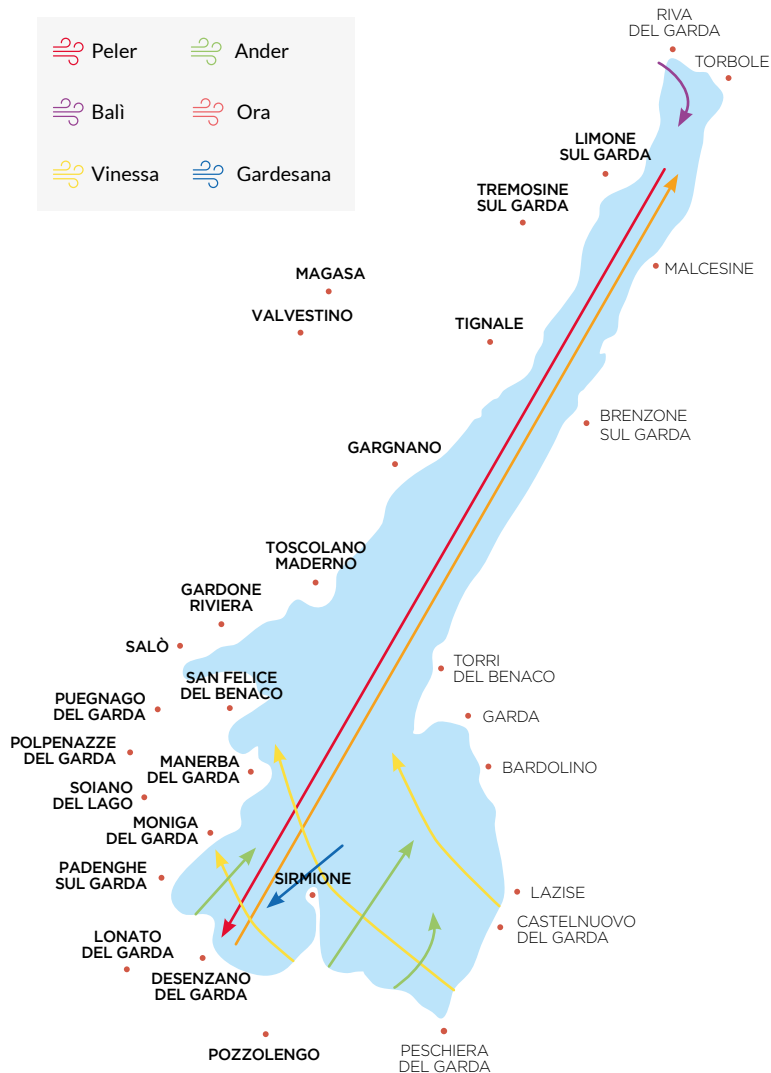 Peler
Ander
Balì
Ora
Vinessa
Gardesana
RIVA
DEL GARDA
TORBOLE
LIMONE
SUL GARDA
TREMOSINE
SUL GARDA
MALCESINE
MAGASA
VALVESTINO
TIGNALE
BRENZONE
SUL GARDA
GARGNANO
TOSCOLANO
MADERNO
GARDONE
RIVIERA
SALÒ
TORRI
DEL BENACO
SAN FELICE
DEL BENACO
PUEGNAGO
DEL GARDA
GARDA
POLPENAZZE
DEL GARDA
MANERBA
DEL GARDA
BARDOLINO
SOIANO
DEL LAGO
MONIGA
DEL GARDA
PADENGHE
SUL GARDA
SIRMIONE
LAZISE
CASTELNUOVO
DEL GARDA
LONATO
DEL GARDA
DESENZANO
DEL GARDA
POZZOLENGO
PESCHIERA
DEL GARDA